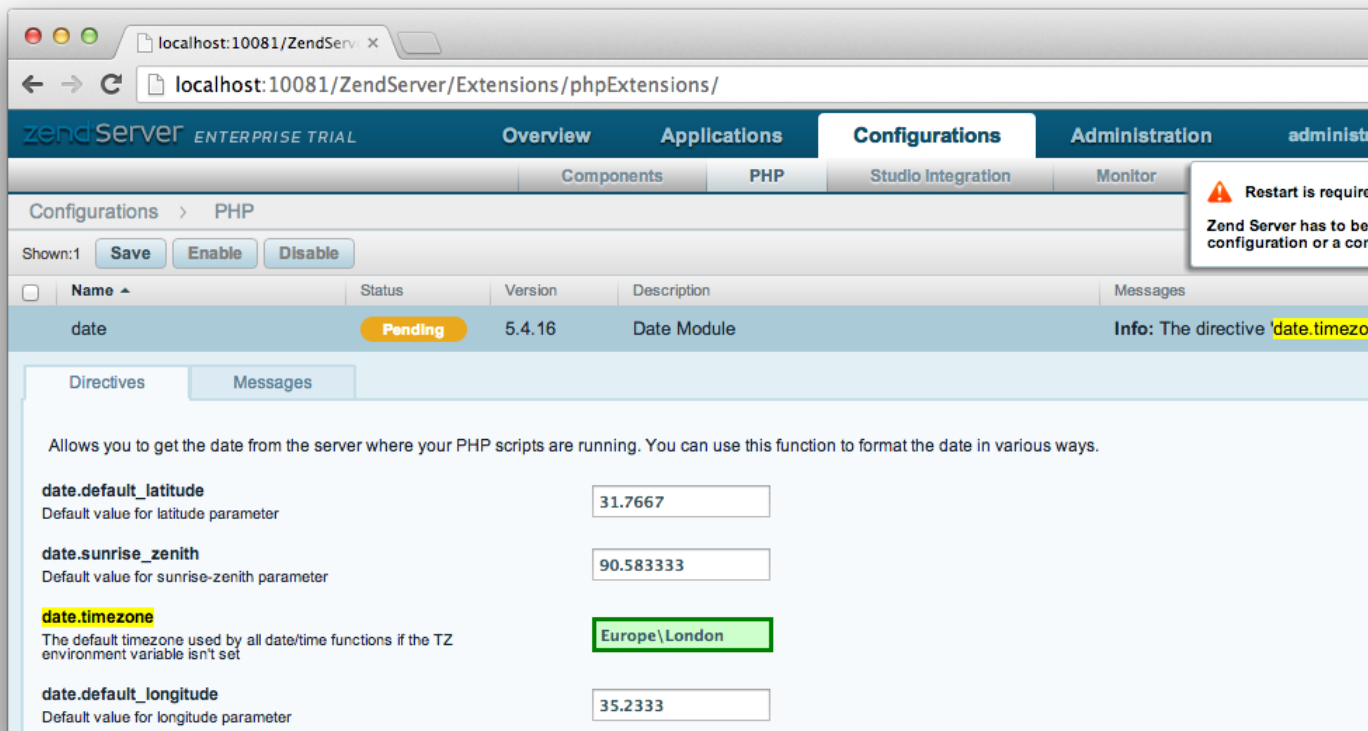 localhost:10081/ZendServ
localhost:10081/ZendServer/Extensions/phpExtensions/
zend server ENTERPRISE TRIAL Overview Applications Configurations Administration administr
Components PHP Studio Integration Monitor
Restart is require
Zend Server has to be
configuration or a con
Configurations > PHP
Shown:1 Save Enable Disable
Name Status Version Description Messages
date Pending 5.4.16 Date Module Info: The directive 'date.timezo
Directives Messages
Allows you to get the date from the server where your PHP scripts are running. You can use this function to format the date in various ways.
date.default_latitude
Default value for latitude parameter
31.7667
date.sunrise_zenith
Default value for sunrise-zenith parameter
90.583333
date.timezone
The default timezone used by all date/time functions if the TZ
environment variable isn't set
Europe\London
date.default_longitude
Default value for longitude parameter
35.2333